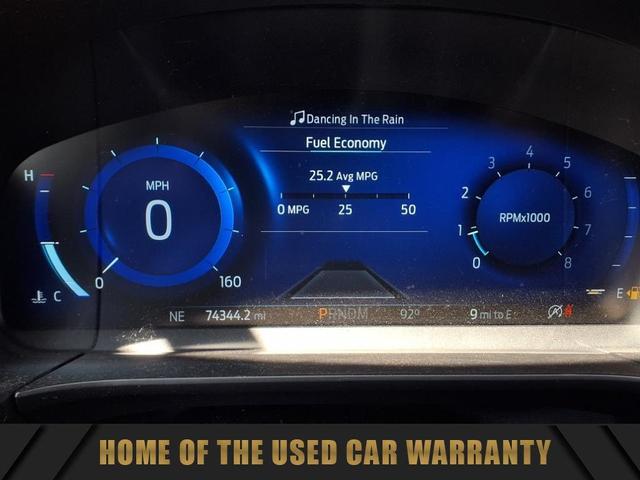 Dancing In The Rain
Fuel Economy
H
MPH
0
25.2 Avg MPG
0 MPG 25 50
C
0 160
0 1 2 3 4 5 6 7 8
RPMx1000
E
NE 74344.2 mi PRNDM 92° 9 mi to E
HOME OF THE USED CAR WARRANTY